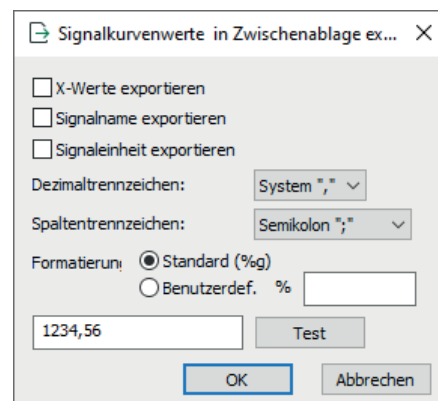 Signalkurvenwerte in Zwischenablage ex...
X-Werte exportieren
Signalname exportieren
Signaleinheit exportieren
Dezimaltrennzeichen: System ","
Spaltentrennzeichen: Semikolon ";"
Formatierun Standard (%g)
Benutzerdef. %
1234,56 Test
OK Abbrechen